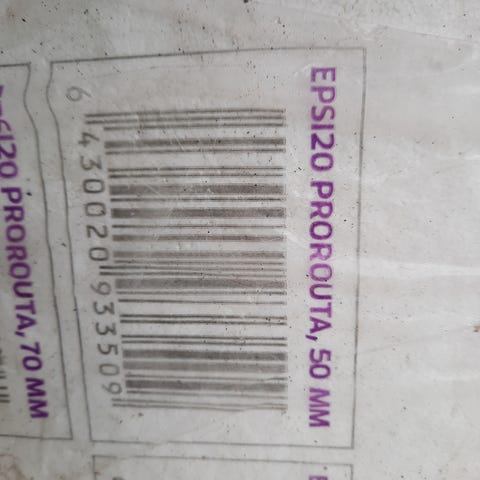 EPS120 PROROUTA, 50 MM
6 430020 933509
PROROUTA, 70 MM